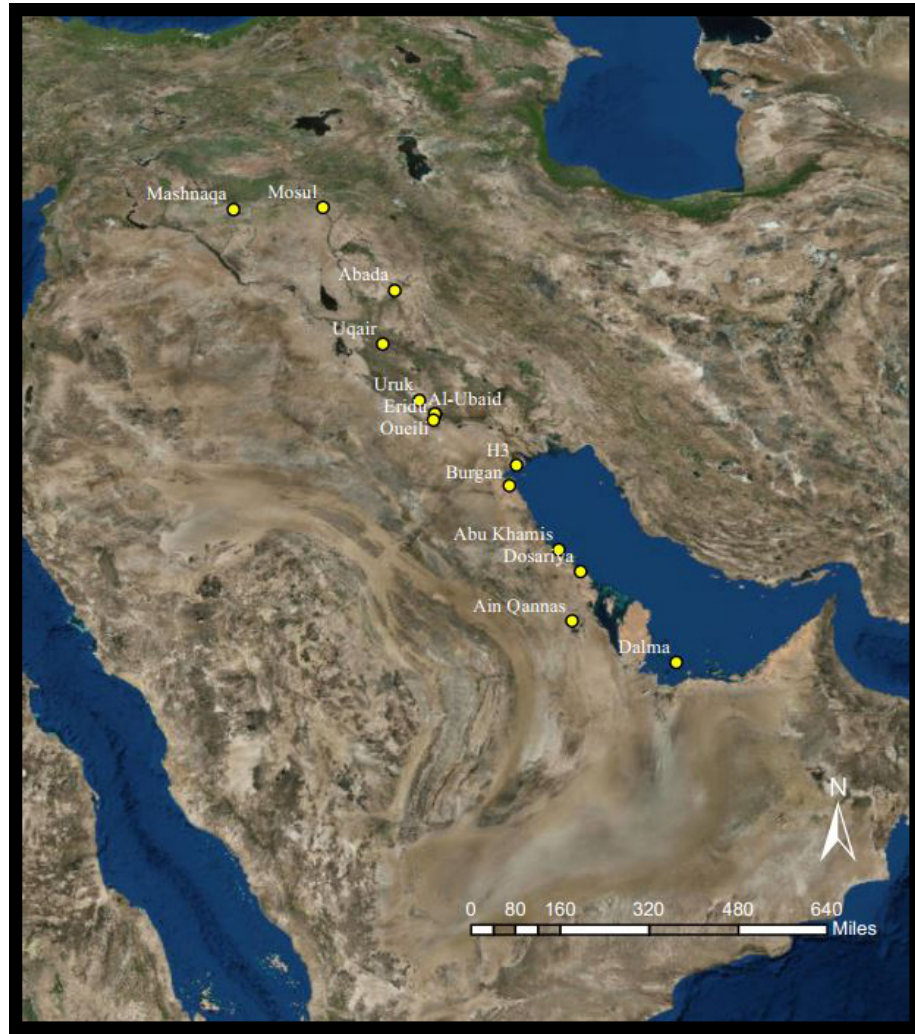 Mosul
Mashnaqa
Abada
Uqair
Uruk
Al-Ubaid
Eridu
Oueili
H3
Burgan
Abu Khamis
Dosariya
Ain Qannas
Dalma
N
0 80 160 320 480 640
Miles